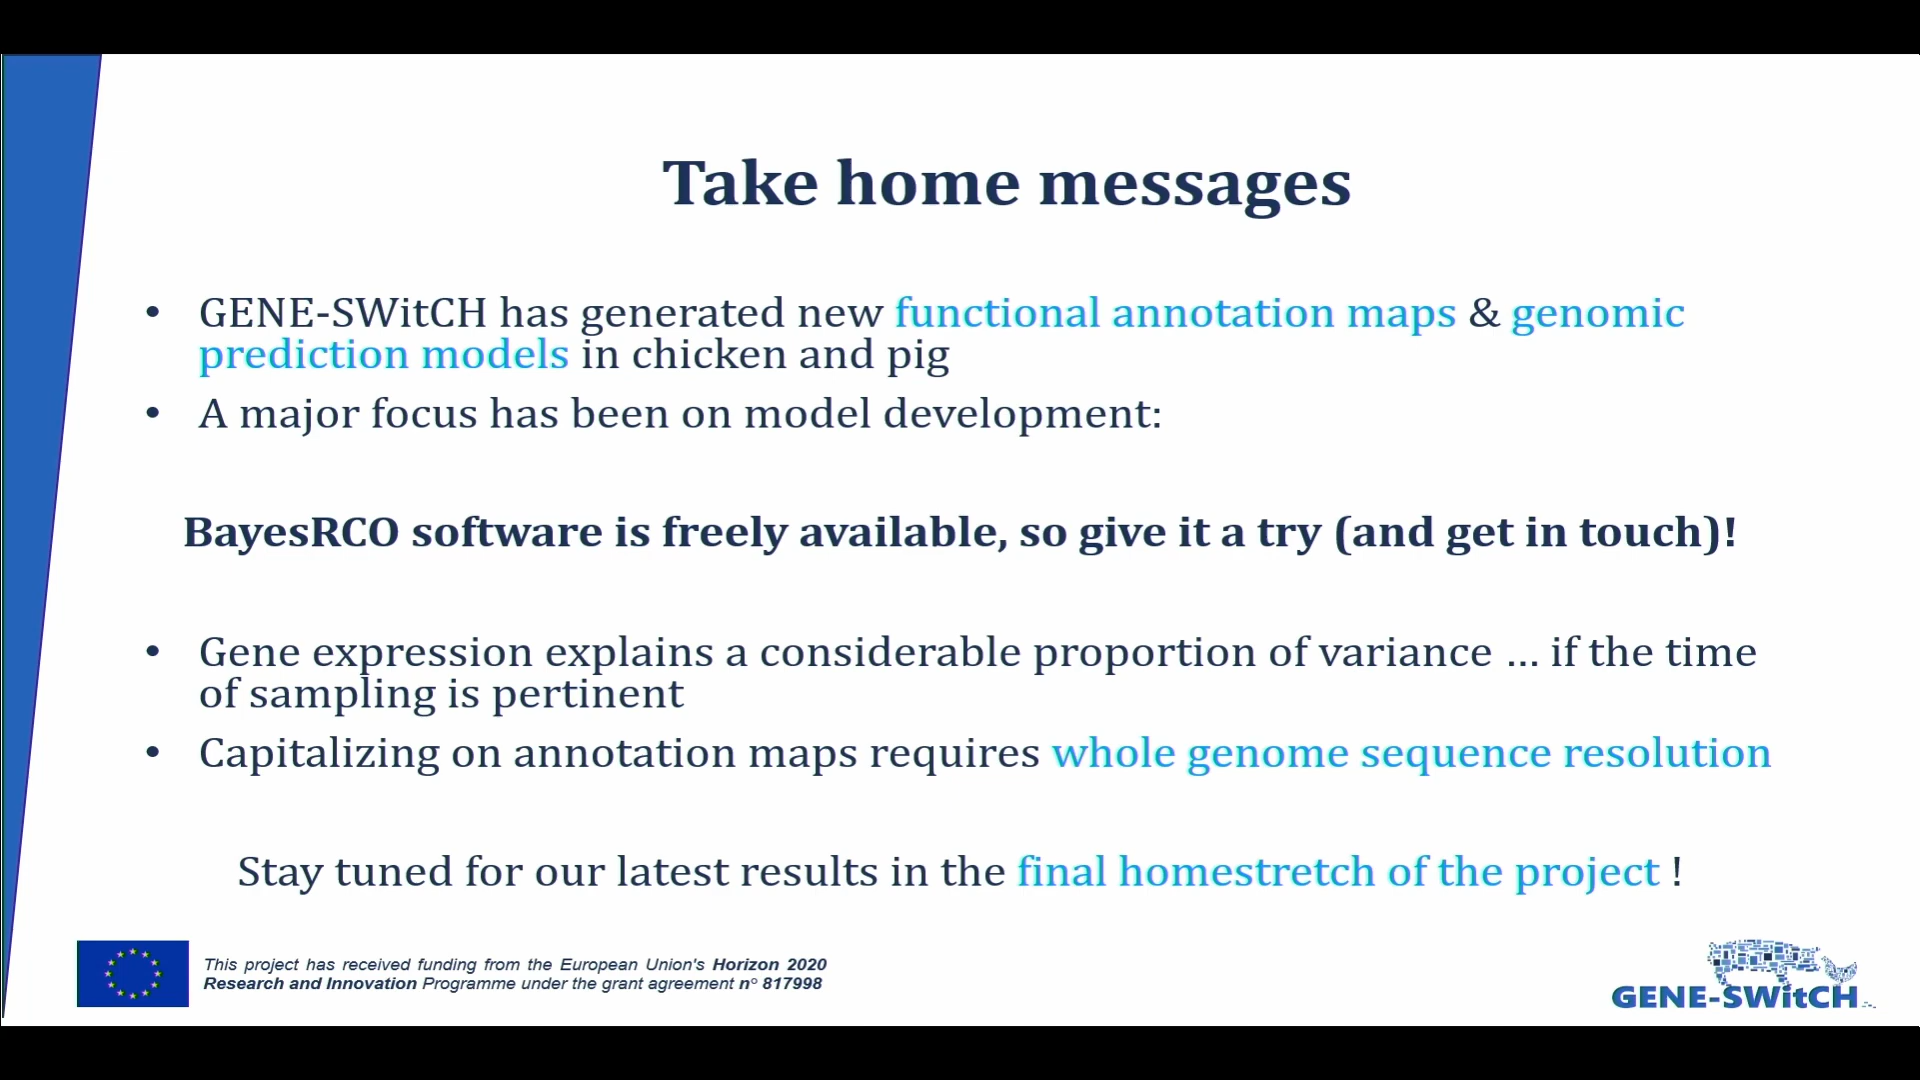 Take home messages
• GENE-SWitCH has generated new functional annotation maps & genomic
prediction models in chicken and pig
• A major focus has been on model development:
BayesRCO software is freely available, so give it a try (and get in touch)!
• Gene expression explains a considerable proportion of variance ... if the time
of sampling is pertinent
• Capitalizing on annotation maps requires whole genome sequence resolution
Stay tuned for our latest results in the final homestretch of the project !
This project has received funding from the European Union's Horizon 2020
Research and Innovation Programme under the grant agreement n° 817998
GENE-SWitCH